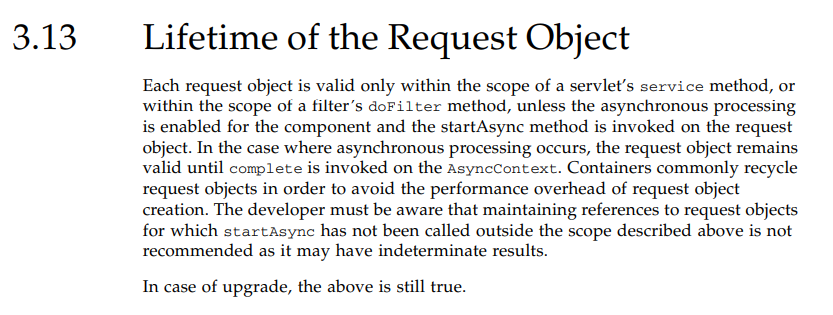 3.13 Lifetime of the Request Object
Each request object is valid only within the scope of a servlet's service method, or
within the scope of a filter's doFilter method, unless the asynchronous processing
is enabled for the component and the startAsync method is invoked on the request
object. In the case where asynchronous processing occurs, the request object remains
valid until complete is invoked on the AsyncContext. Containers commonly recycle
request objects in order to avoid the performance overhead of request object
creation. The developer must be aware that maintaining references to request objects
for which startAsync has not been called outside the scope described above is not
recommended as it may have indeterminate results.
In case of upgrade, the above is still true.